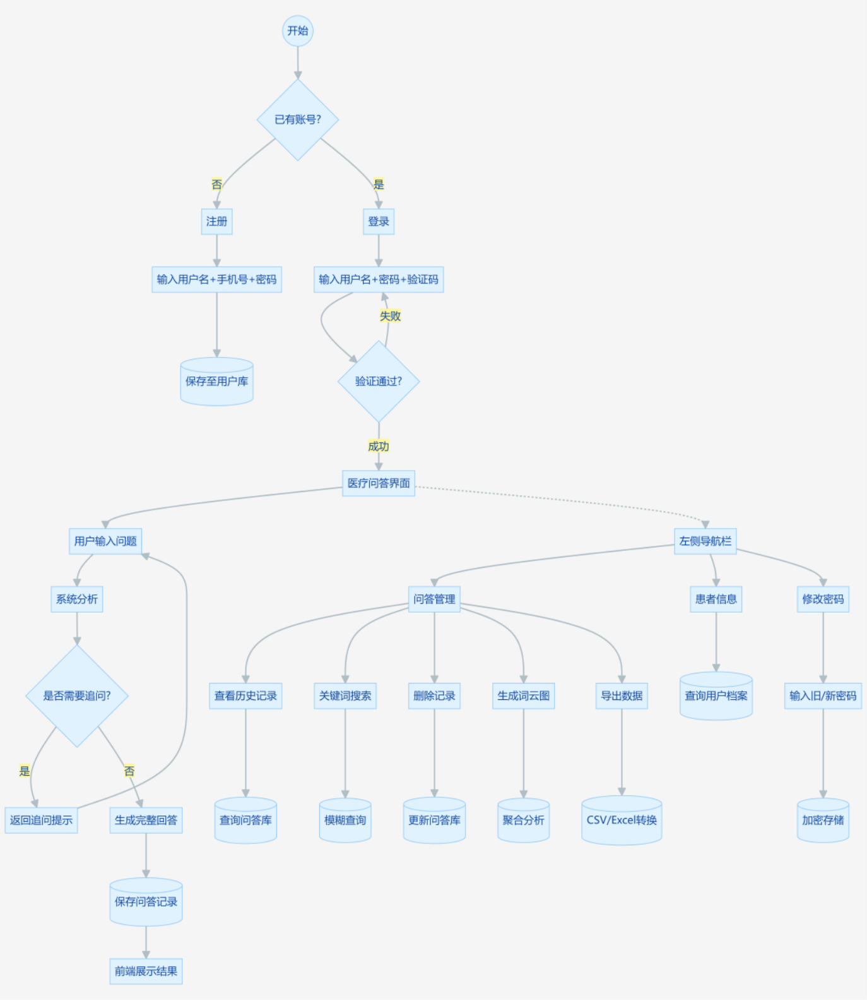 开始
已有账号?
否
是
注册
登录
输入用户名+手机号+密码
输入用户名+密码+验证码
失败
保存至用户库
验证通过?
成功
医疗问答界面
用户输入问题
左侧导航栏
系统分析
问答管理
患者信息
修改密码
是否需要追问?
查看历史记录
关键词搜索
删除记录
生成词云图
导出数据
查询用户档案
输入旧/新密码
是
否
返回追问提示
生成完整回答
查询问答库
模糊查询
更新问答库
聚合分析
CSV/Excel转换
加密存储
保存问答记录
前端展示结果